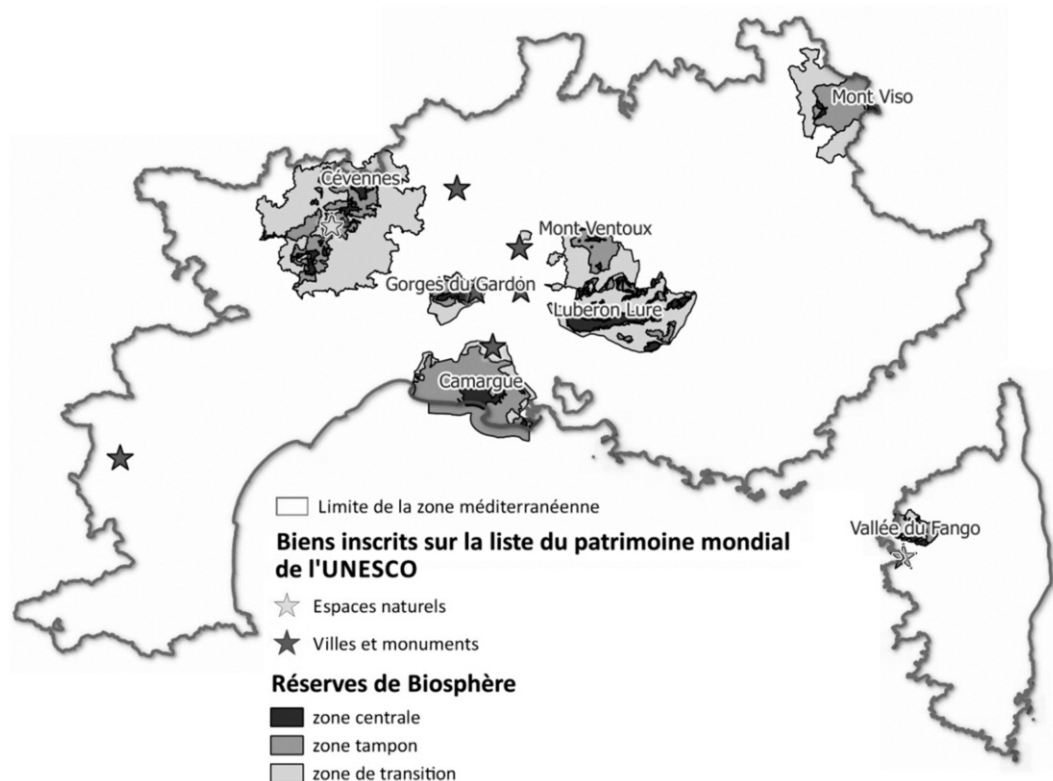 Mont Viso
Cévennes
Mont Ventoux
Gorges du Gardon
Luberon Lure
Camargue
Vallée du Fango
Limite de la zone méditerranéenne
Biens inscrits sur la liste du patrimoine mondial
de l'UNESCO
Espaces naturels
Villes et monuments
Réserves de Biosphère
zone centrale
zone tampon
zone de transition